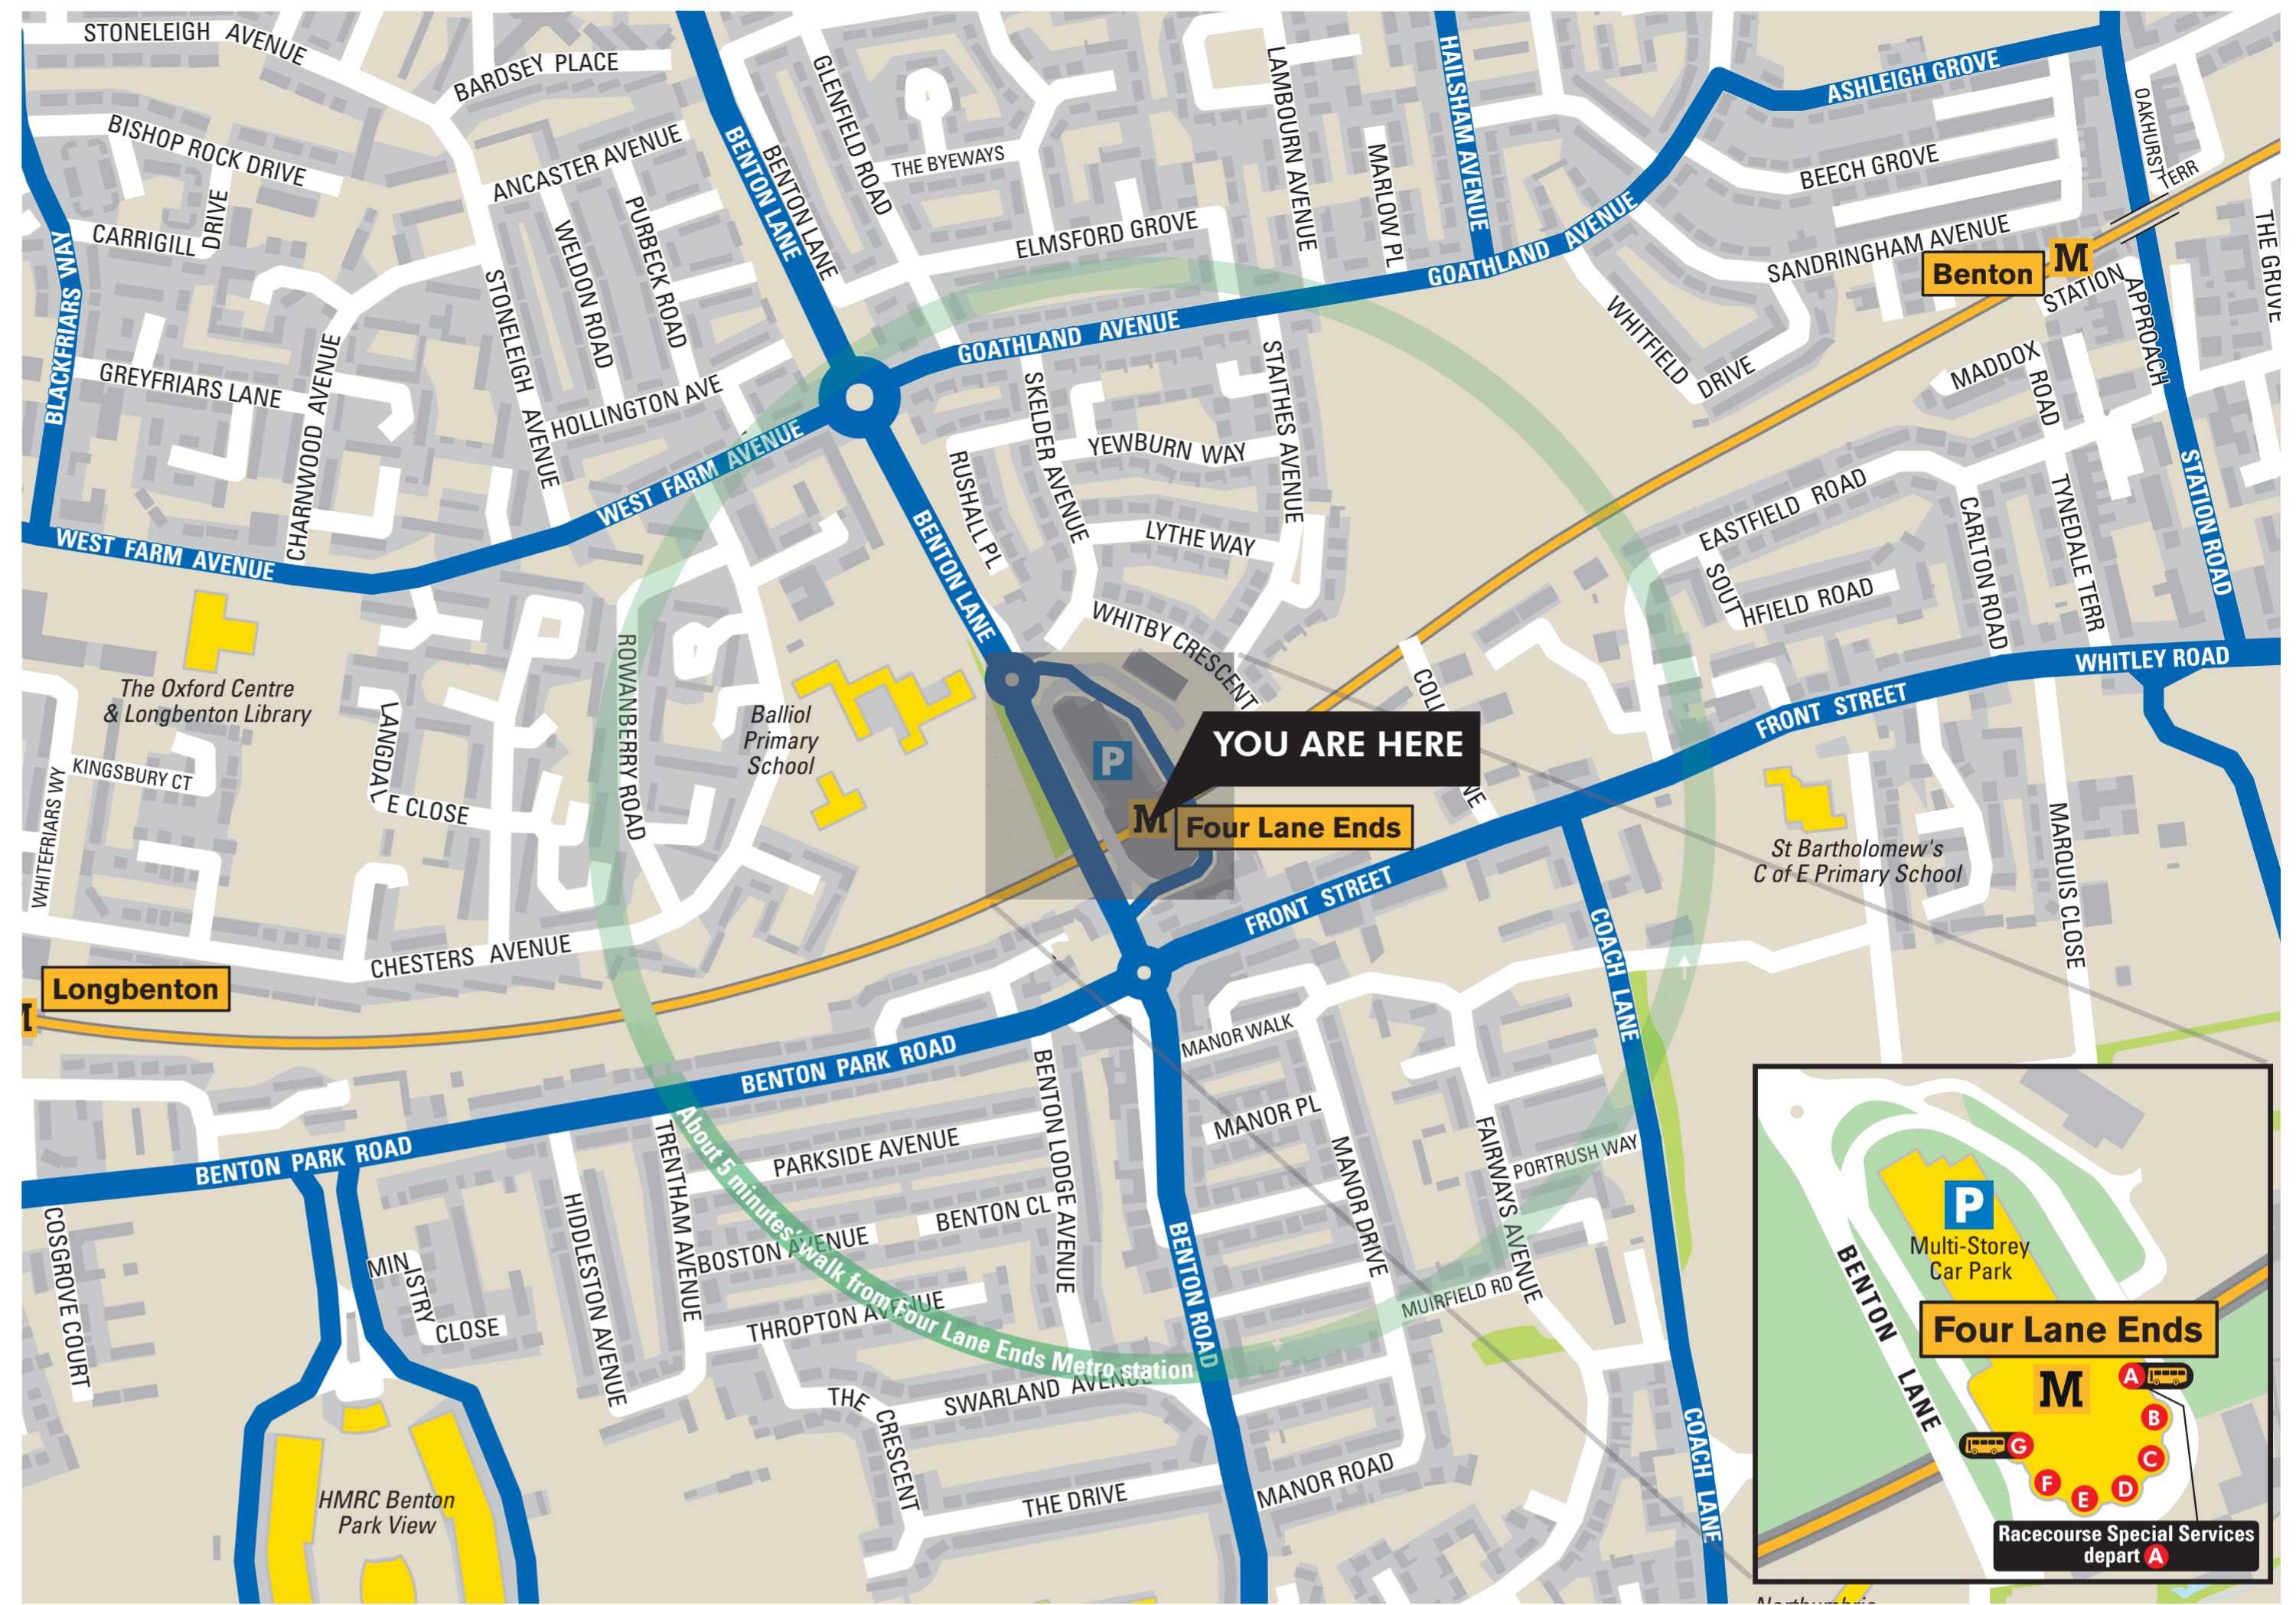 STONELEIGH AVENUE
BARDSEY PLACE
BISHOP ROCK DRIVE
ANCASTER AVENUE
CARRIGILL DRIVE
WELDON ROAD
PURBECK ROAD
BLACKFRIARS WAY
STONELEIGH AVENUE
GREYFRIARS LANE
CHARNWOOD AVENUE
HOLLINGTON AVE
BENTON LANE
BENTON LANE
GLENFIELD ROAD
THE BYEWAYS
ELMSFORD GROVE
LAMBOURN AVENUE
MARLOW PL
HAILSHAM AVENUE
GOATHLAND AVENUE
GOATHLAND AVENUE
ASHLEIGH GROVE
BEECH GROVE
SANDRINGHAM AVENUE
OAKHURST TERR
Benton
M
STATION APPROACH
THE GROVE
WHITFIELD DRIVE
MADDOX ROAD
STATION ROAD
WEST FARM AVENUE
WEST FARM AVENUE
SKELDER AVENUE
RUSHALL PL
YEWBURN WAY
STAITHES AVENUE
LYTHE WAY
WHITBY CRESCENT
BENTON LANE
EASTFIELD ROAD
SOUTHFIELD ROAD
CARLTON ROAD
TYNEDALE TERR
WHITLEY ROAD
FRONT STREET
The Oxford Centre
& Longbenton Library
LANGDALE CLOSE
KINGSBURY CT
WHITEFRIARS WY
ROWANBERRY ROAD
Balliol
Primary
School
P
YOU ARE HERE
M
Four Lane Ends
St Bartholomew's
C of E Primary School
MARQUIS CLOSE
FRONT STREET
COACH LANE
CHESTERS AVENUE
Longbenton
M
BENTON PARK ROAD
BENTON PARK ROAD
MANOR WALK
MANOR PL
MANOR DRIVE
FAIRWAYS AVENUE
PORTRUSH WAY
MUIRFIELD RD
BENTON LODGE AVENUE
PARKSIDE AVENUE
BENTON CL
BOSTON AVENUE
TRENTHAM AVENUE
HIDDLESTON AVENUE
THROPTON AVENUE
About 5 minutes' walk from Four Lane Ends Metro station
SWARLAND AVENUE
THE CRESCENT
THE DRIVE
MANOR ROAD
BENTON ROAD
COACH LANE
COSGROVE COURT
MINISTRY CLOSE
HMRC Benton
Park View
P
Multi-Storey
Car Park
BENTON LANE
Four Lane Ends
M
A
B
C
D
E
F
G
Racecourse Special Services
depart A